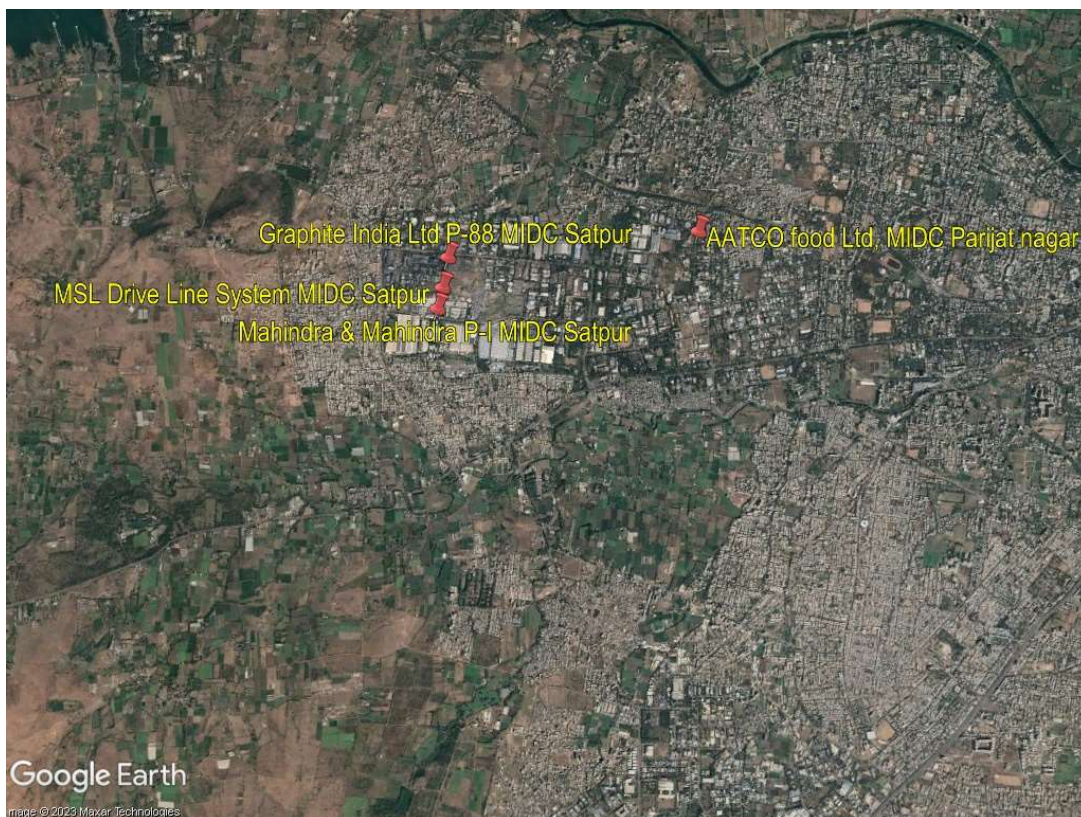 Graphite India Ltd P-88 MIDC Satpur
AATCO food Ltd, MIDC Parijat nagar
MSL Drive Line System MIDC Satpur
Mahindra & Mahindra P-I MIDC Satpur
Google Earth
Image © 2023 Maxar Technologies